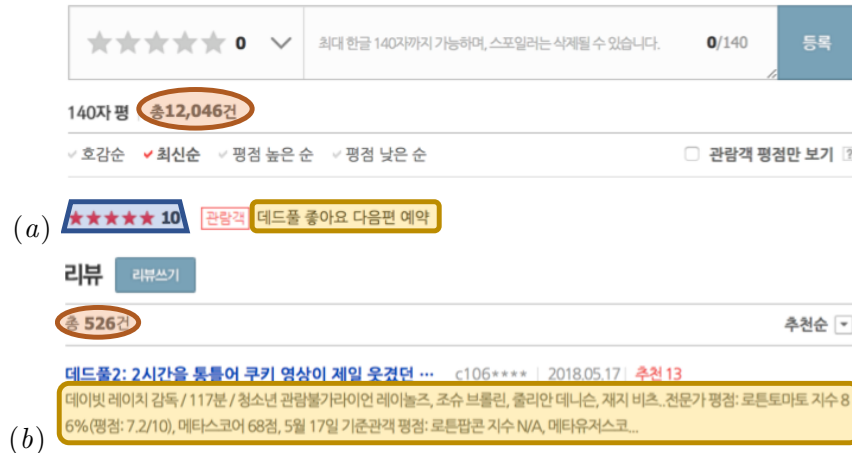 ★★★★★ 0
최대 한글 140자까지 가능하며, 스포일러는 삭제될 수 있습니다. 0/140 등록
140자 평 총12,046건
호감순 최신순 평점 높은 순 평점 낮은 순 관람객 평점만 보기 ?
(a) ★★★★★ 10 관람객 데드풀 좋아요 다음편 예약
리뷰 리뷰쓰기
총 526건 추천순
데드풀2: 2시간을 통틀어 쿠키 영상이 제일 웃겼던 … c106**** 2018.05.17 추천 13
데이빗 레이치 감독 / 117분 / 청소년 관람불가라이언 레이놀즈, 조슈 브롤린, 줄리안 데니슨, 재지 비츠..전문가 평점: 로튼토마토 지수 8
(b) 6%(평점: 7.2/10), 메타스코어 68점, 5월 17일 기준관객 평점: 로튼팝콘 지수 N/A, 메타유저스코...